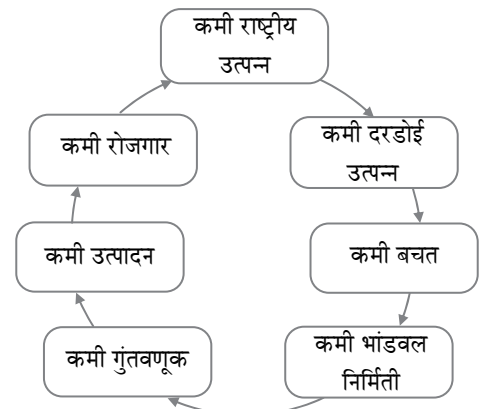 कमी राष्ट्रीय
उत्पन्न
कमी दरडोई
उत्पन्न
कमी बचत
कमी भांडवल
निर्मिती
कमी गुंतवणूक
कमी उत्पादन
कमी रोजगार